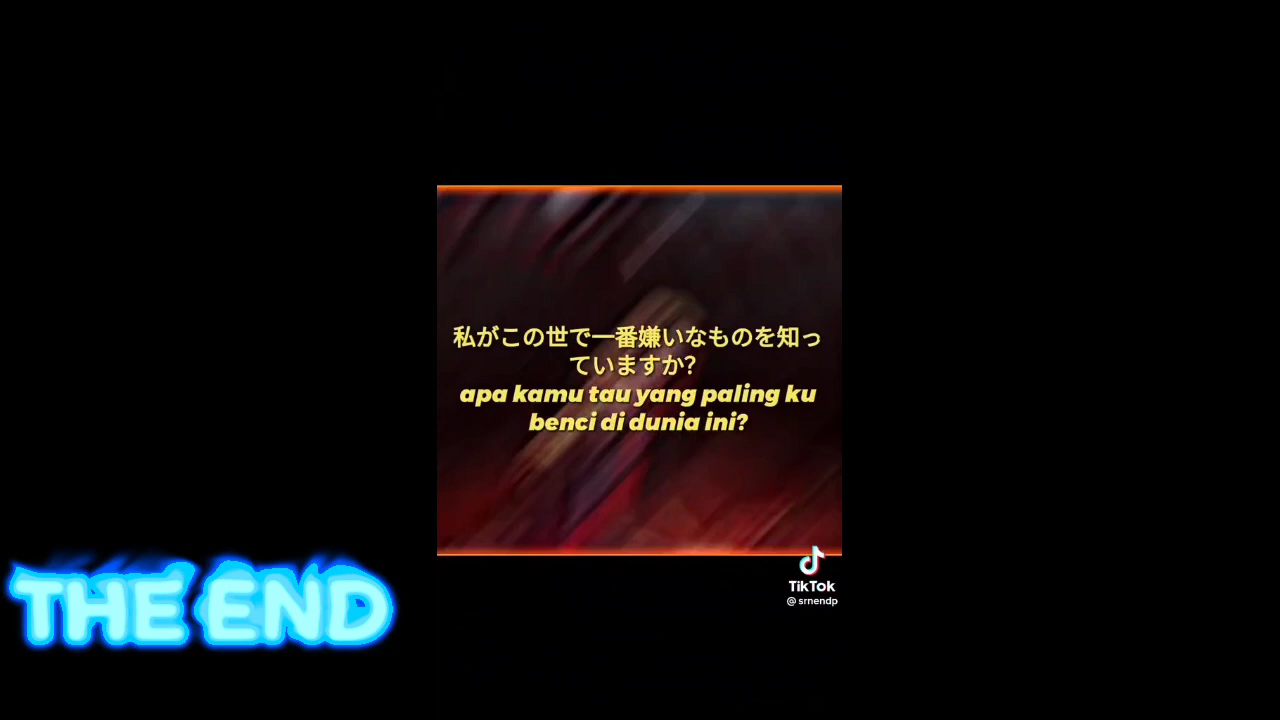 私がこの世で一番嫌いなものを知っ
ていますか?
apa kamu tau yang paling ku
benci di dunia ini?
THE END
TikTok
@ srnendp